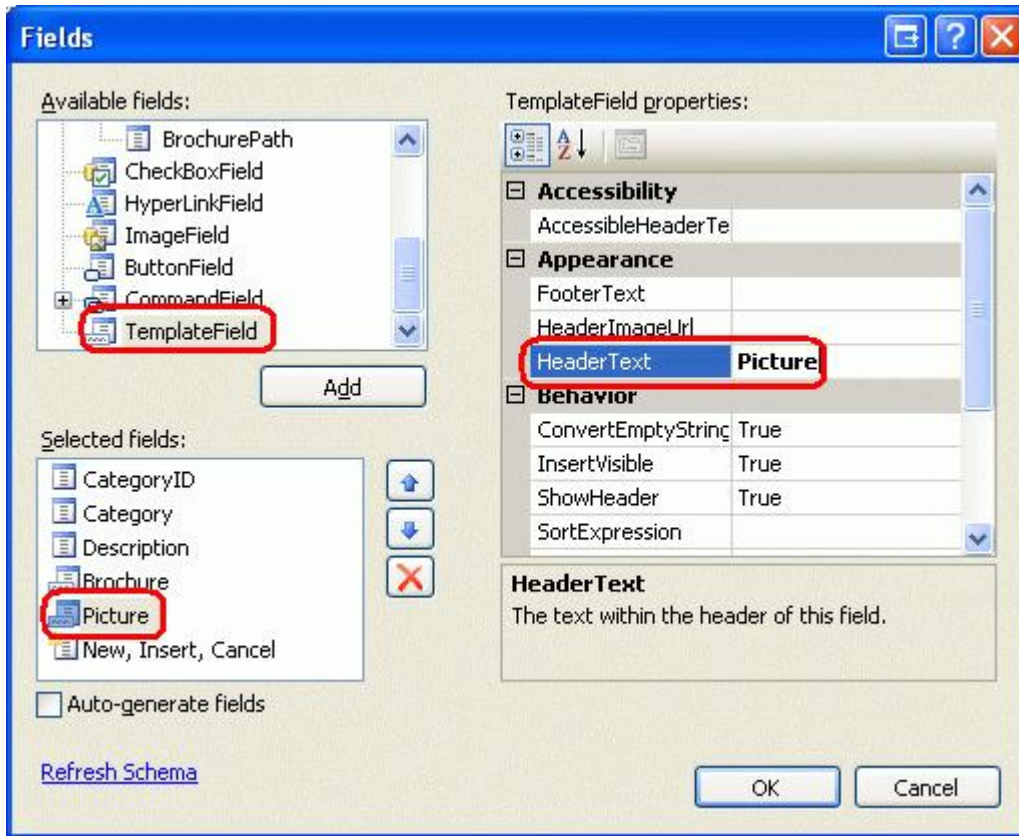 Fields
Available fields:
BrochurePath
CheckBoxField
HyperLinkField
ImageField
ButtonField
CommandField
TemplateField
Add
Selected fields:
CategoryID
Category
Description
Brochure
Picture
New, Insert, Cancel
Auto-generate fields
Refresh Schema
TemplateField properties:
Accessibility
AccessibleHeaderTe
Appearance
FooterText
HeaderImageUrl
HeaderText Picture
Behavior
ConvertEmptyString True
InsertVisible True
ShowHeader True
SortExpression
HeaderText
The text within the header of this field.
OK Cancel